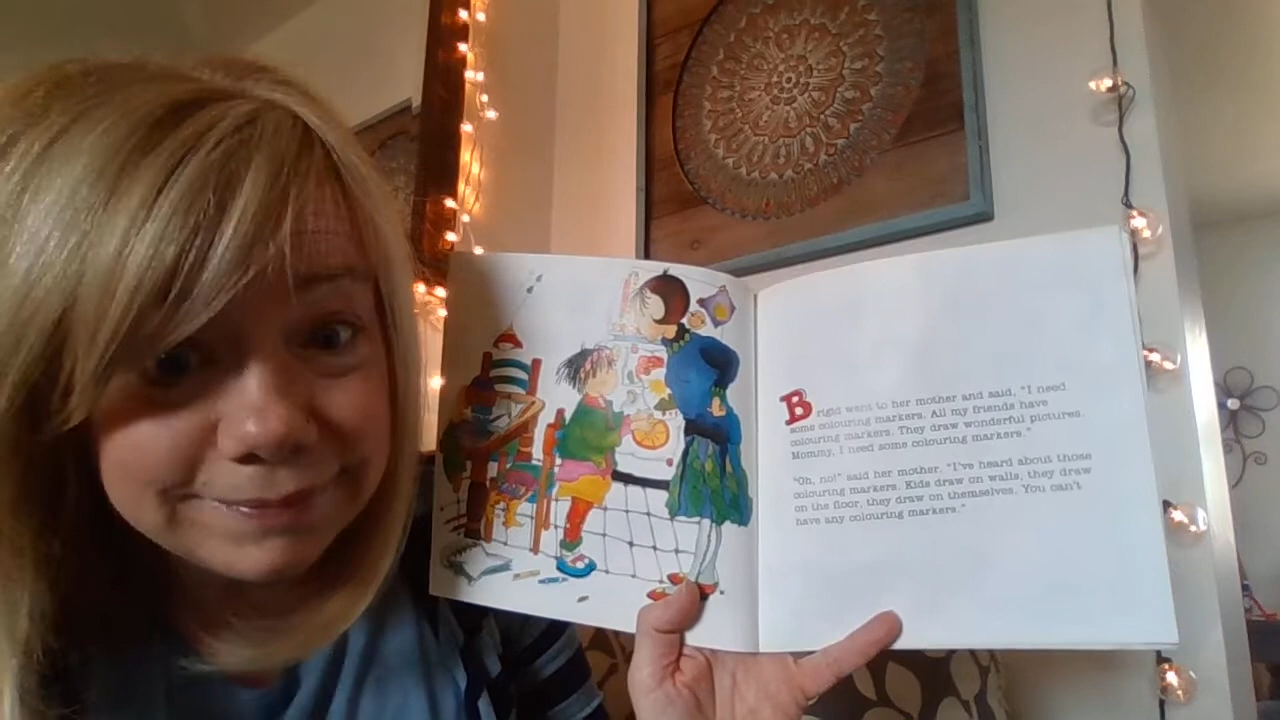 Brigid went to her mother and said, "I need
some colouring markers. All my friends have
colouring markers. They draw wonderful pictures.
Mommy, I need some colouring markers."
"Oh, no!" said her mother, "I've heard about those
colouring markers. Kids draw on walls, they draw
on the floor, they draw on themselves. You can't
have any colouring markers."